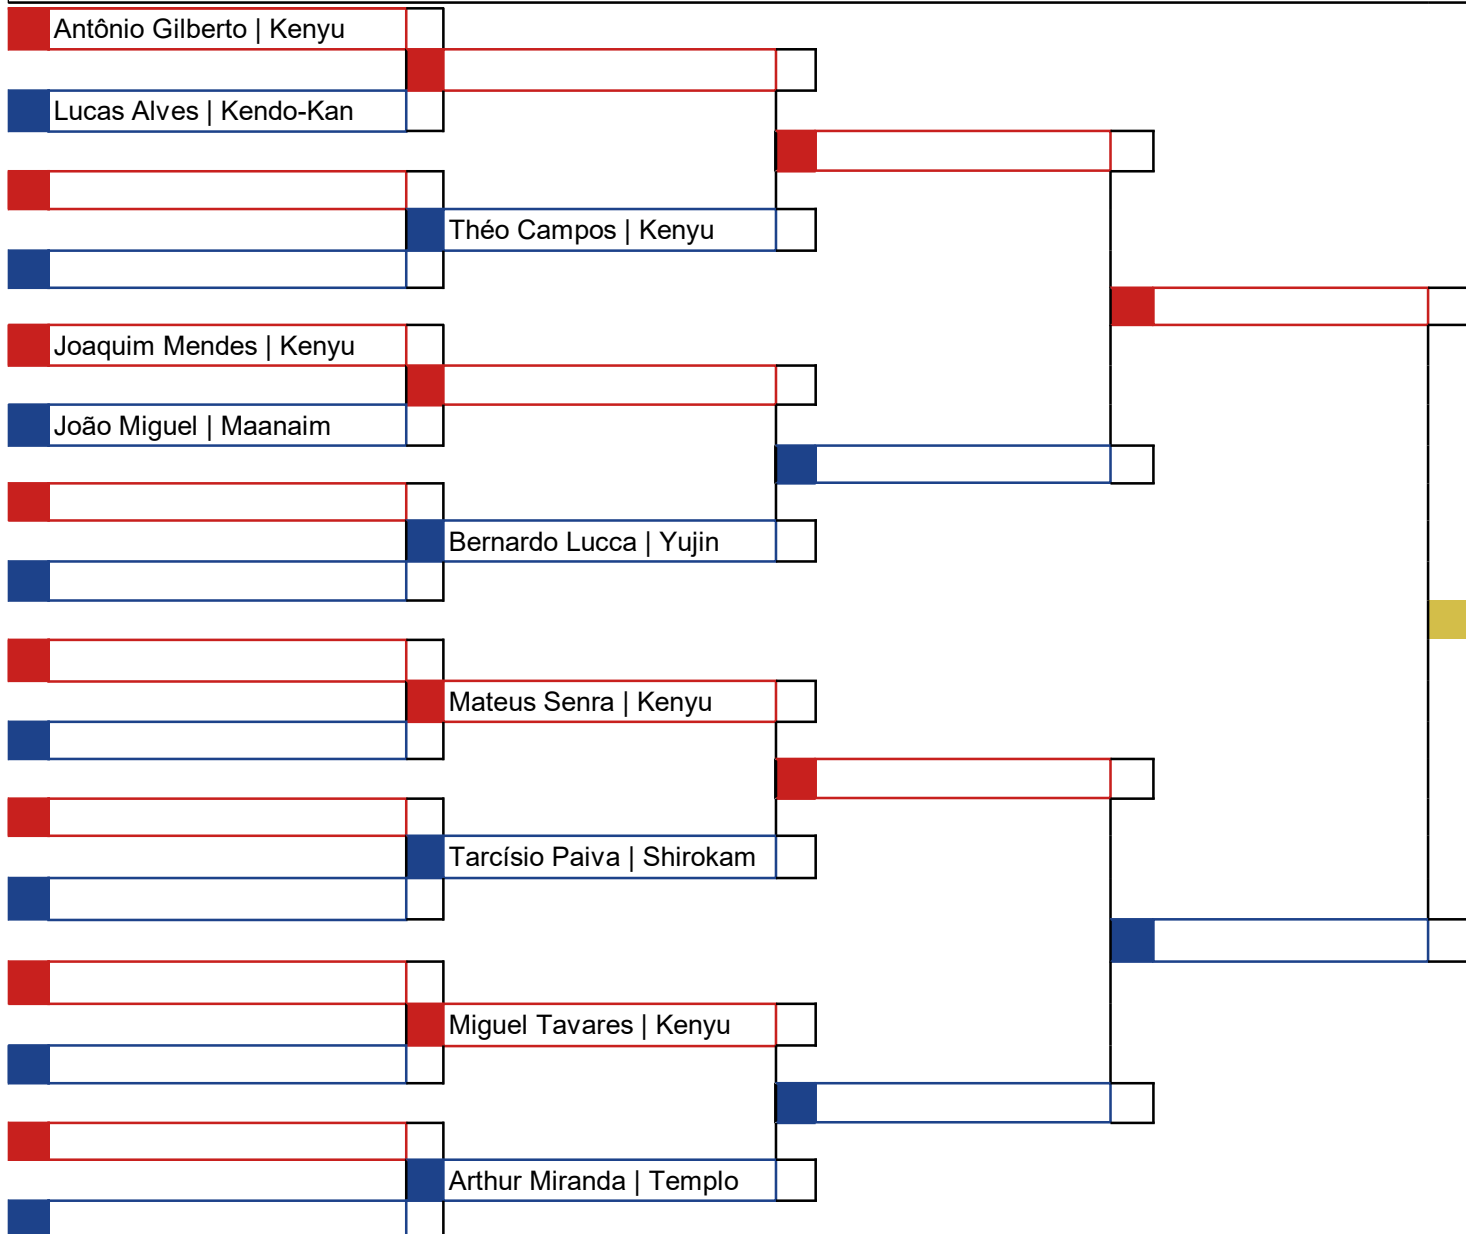 Antônio Gilberto | Kenyu
Lucas Alves | Kendo-Kan
Théo Campos | Kenyu
Joaquim Mendes | Kenyu
João Miguel | Maanaim
Bernardo Lucca | Yujin
Mateus Senra | Kenyu
Tarcísio Paiva | Shirokam
Miguel Tavares | Kenyu
Arthur Miranda | Templo